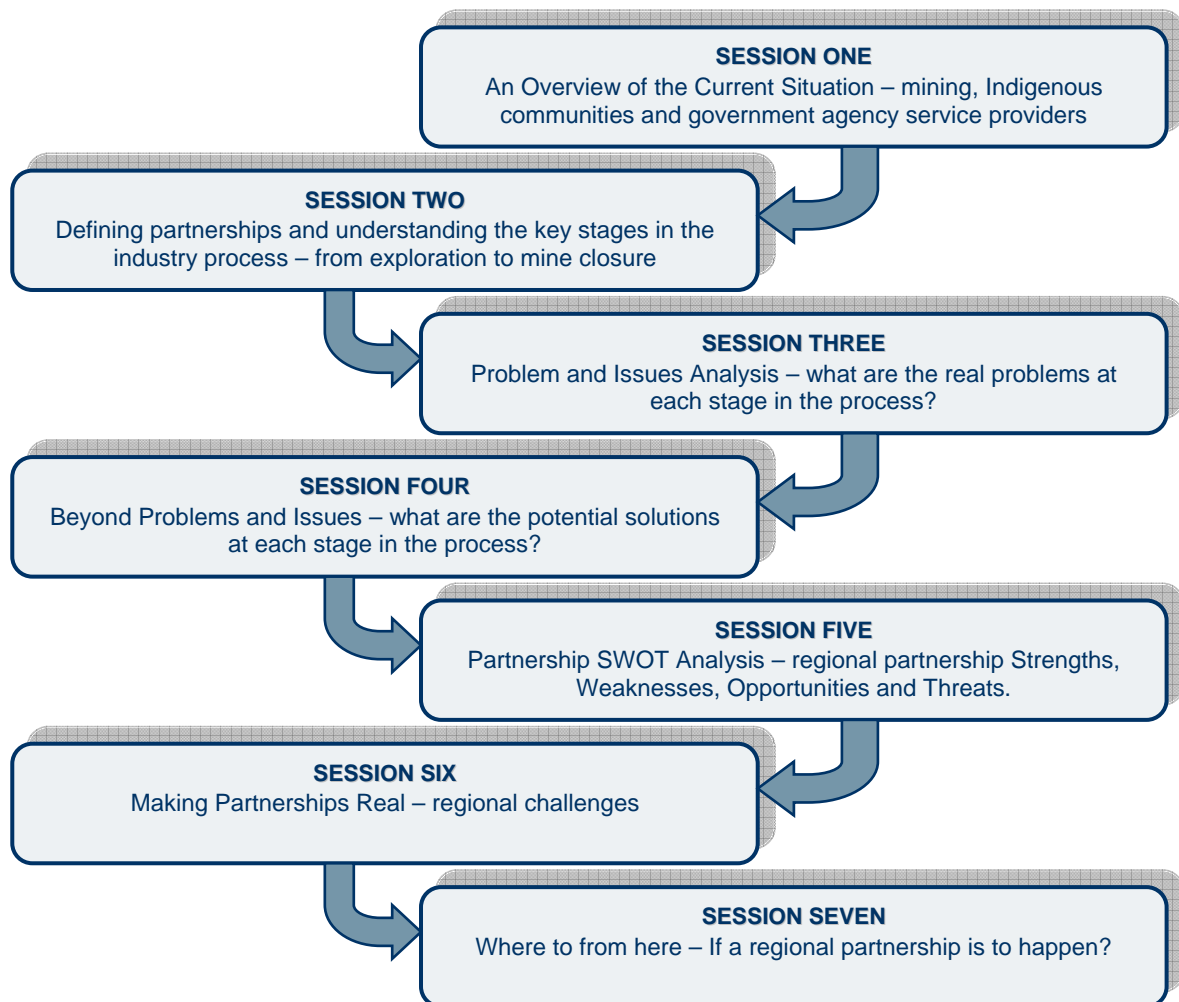 SESSION ONE
An Overview of the Current Situation – mining, Indigenous
communities and government agency service providers
SESSION TWO
Defining partnerships and understanding the key stages in the
industry process – from exploration to mine closure
SESSION THREE
Problem and Issues Analysis – what are the real problems at
each stage in the process?
SESSION FOUR
Beyond Problems and Issues – what are the potential solutions
at each stage in the process?
SESSION FIVE
Partnership SWOT Analysis – regional partnership Strengths,
Weaknesses, Opportunities and Threats.
SESSION SIX
Making Partnerships Real – regional challenges
SESSION SEVEN
Where to from here – If a regional partnership is to happen?